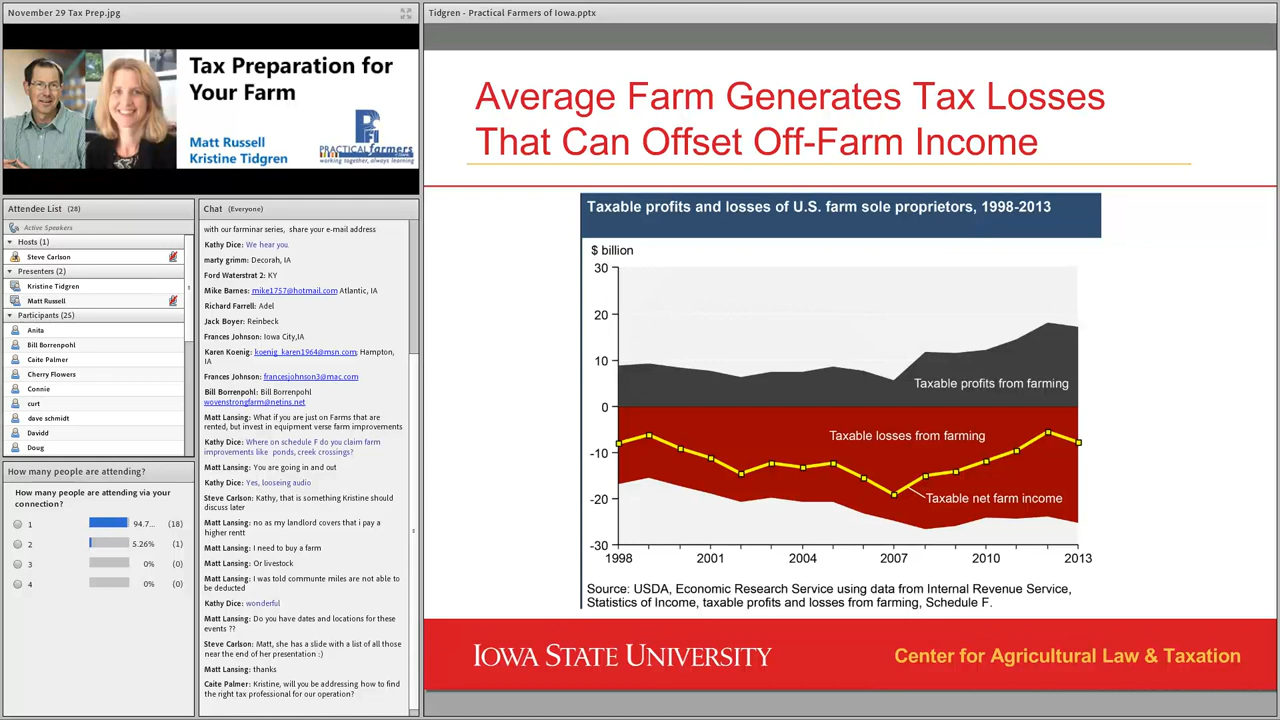 November 29 Tax Prep.jpg
Tax Preparation for
Your Farm
Matt Russell
Kristine Tidgren
PFI
PRACTICAL farmers
working together, always learning
Attendee List (28)
Active Speakers
Hosts (1)
Steve Carlson
Presenters (2)
Kristine Tidgren
Matt Russell
Participants (25)
Anita
Bill Borrenpohl
Caite Palmer
Cherry Flowers
Connie
curt
dave schmidt
Davidd
Doug
Chat (Everyone)
with our farminar series, share your e-mail address
Kathy Dice: We hear you.
marty grimm: Decorah, IA
Ford Waterstrat 2: KY
Mike Barnes: mike1757@hotmail.com Atlantic, IA
Richard Farrell: Adel
Jack Boyer: Reinbeck
Frances Johnson: Iowa City,IA
Karen Koenig: koenig_karen1964@msn.com; Hampton,
IA
Frances Johnson: francesjohnson3@mac.com
Bill Borrenpohl: Bill Borrenpohl
wovenstrongfarm@netins.net
Matt Lansing: What if you are just on Farms that are
rented, but invest in equipment verse farm improvements
Kathy Dice: Where on schedule F do you claim farm
improvements like ponds, creek crossings?
Matt Lansing: You are going in and out
Kathy Dice: Yes, looseing audio
Steve Carlson: Kathy, that is something Kristine should
discuss later
Matt Lansing: no as my landlord covers that i pay a
higher rentt
Matt Lansing: I need to buy a farm
Matt Lansing: Or livestock
Matt Lansing: I was told commute miles are not able to
be deducted
Kathy Dice: wonderful
Matt Lansing: Do you have dates and locations for these
events ??
Steve Carlson: Matt, she has a slide with a list of all those
near the end of her presentation :)
Matt Lansing: thanks
Caite Palmer: Kristine, will you be addressing how to find
the right tax professional for our operation?
How many people are attending?
How many people are attending via your
connection?
1 94.7... (18)
2 5.26% (1)
3 0% (0)
4 0% (0)
Tidgren - Practical Farmers of Iowa.pptx
Average Farm Generates Tax Losses
That Can Offset Off-Farm Income
Taxable profits and losses of U.S. farm sole proprietors, 1998-2013
$ billion
30
20
10
Taxable profits from farming
0
Taxable losses from farming
-10
-20
Taxable net farm income
-30
1998 2001 2004 2007 2010 2013
Source: USDA, Economic Research Service using data from Internal Revenue Service,
Statistics of Income, taxable profits and losses from farming, Schedule F.
IOWA STATE UNIVERSITY
Center for Agricultural Law & Taxation